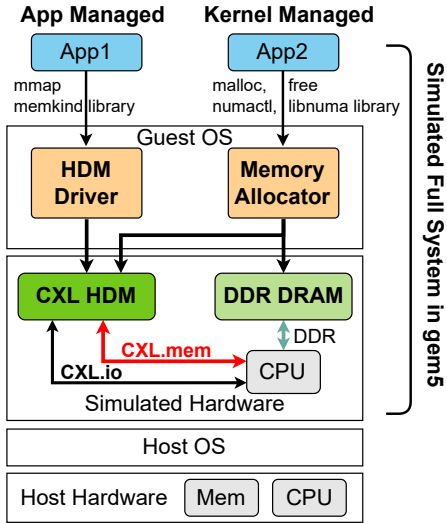 App Managed
Kernel Managed
App1
App2
mmap
memkind library
malloc,
numactl,
free
libnuma library
Guest OS
HDM
Driver
Memory
Allocator
CXL HDM
DDR DRAM
CXL.mem
DDR
CXL.io
CPU
Simulated Hardware
Simulated Full System in gem5
Host OS
Host Hardware
Mem
CPU